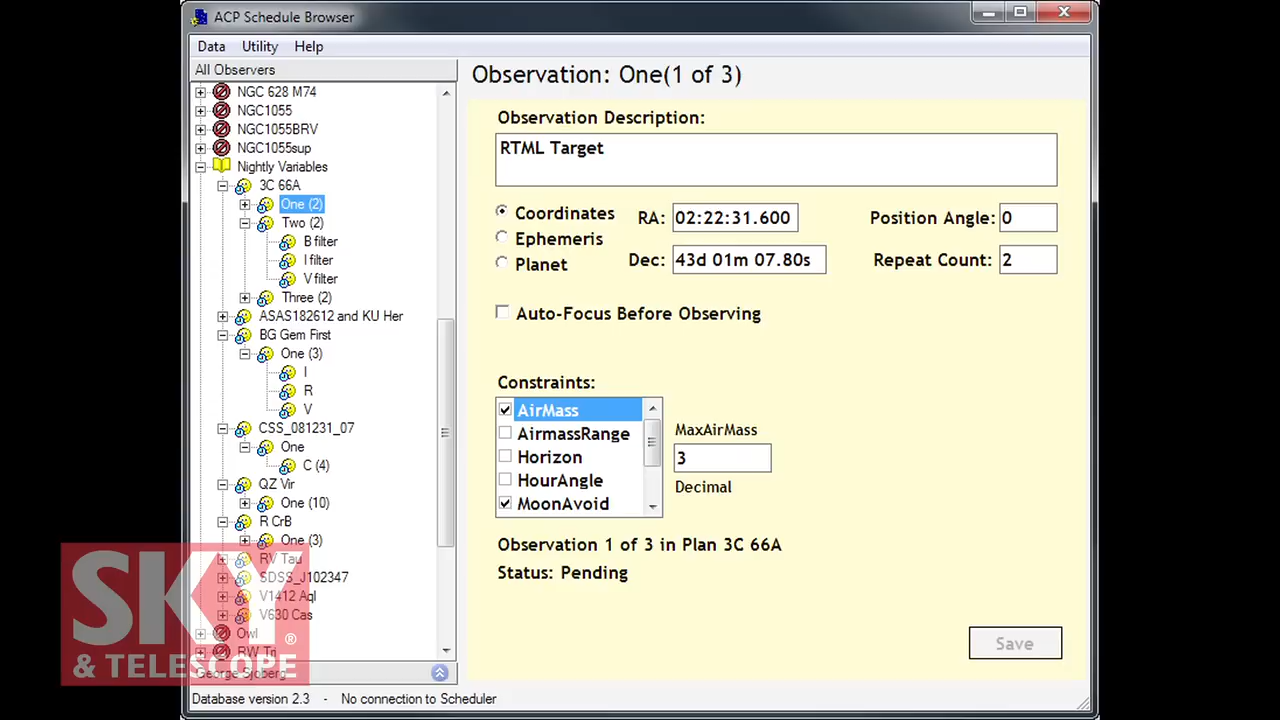 ACP Schedule Browser
Data Utility Help
All Observers
NGC 628 M74
NGC1055
NGC1055BRV
NGC1055sup
Nightly Variables
3C 66A
One (2)
Two (2)
B filter
I filter
V filter
Three (2)
ASAS182612 and KU Her
BG Gem First
One (3)
I
R
V
CSS_081231_07
One
C (4)
QZ Vir
One (10)
R CrB
One (3)
RV Tau
SDSS_J102347
V1412 Aql
V630 Cas
Owl
RW Tri
George Sjoberg
Database version 2.3 - No connection to Scheduler
Observation: One(1 of 3)
Observation Description:
RTML Target
Coordinates RA: 02:22:31.600 Position Angle: 0
Ephemeris
Planet Dec: 43d 01m 07.80s Repeat Count: 2
Auto-Focus Before Observing
Constraints:
AirMass
AirmassRange
Horizon
HourAngle
MoonAvoid
MaxAirMass
3
Decimal
Observation 1 of 3 in Plan 3C 66A
Status: Pending
Save
SKY®
& TELESCOPE